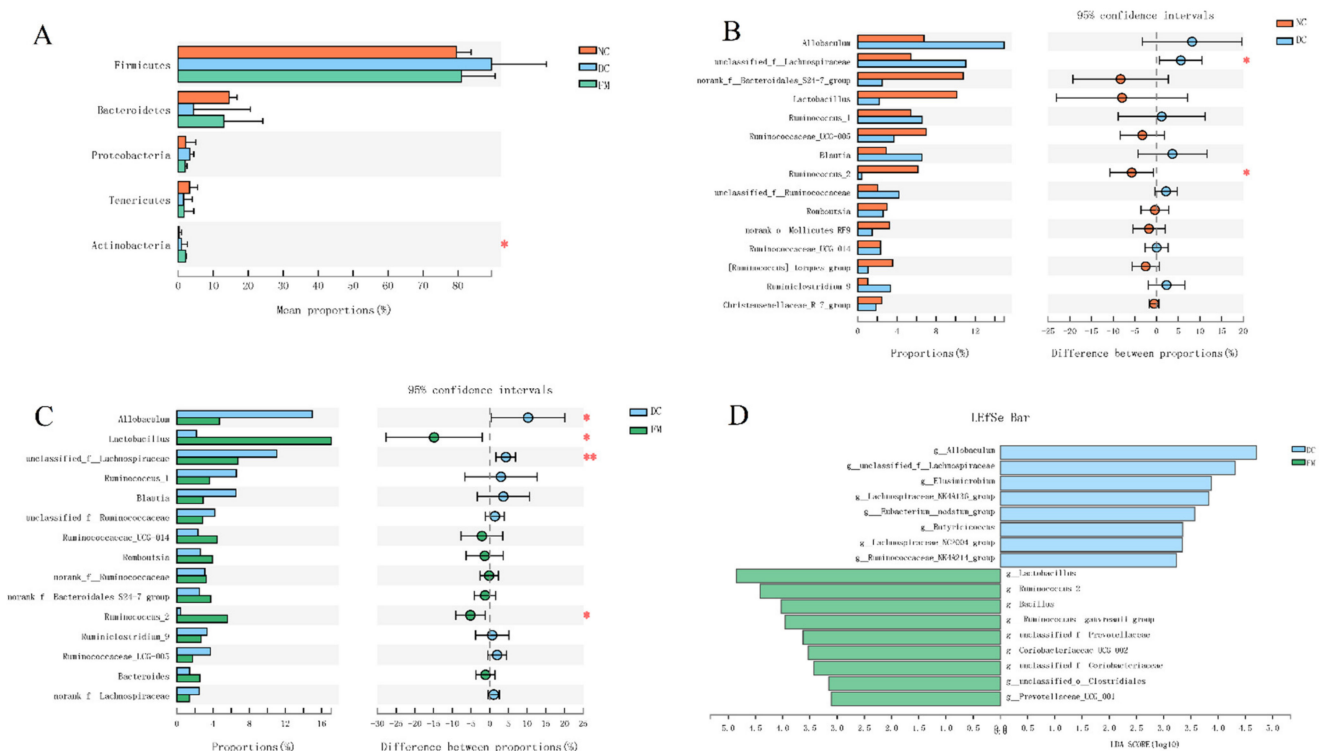 A
NC
DC
FM
Firmicutes
Bacteroidetes
Proteobacteria
Tenericutes
Actinobacteria
*
0 10 20 30 40 50 60 70 80
Mean proportions(%)
B
95% confidence intervals
NC
DC
Allobaculum
unclassified_f__Lachnospiraceae
*
norank_f__Bacteroidales_S24-7_group
Lactobacillus
Ruminococcus_1
Ruminococcaceae_UCG-005
Blautia
Ruminococcus_2
*
unclassified_f__Ruminococcaceae
Romboutsia
norank_o__Mollicutes_RF9
Ruminococcaceae_UCG-014
[Ruminococcus]_torques_group
Ruminiclostridium_9
Christensenellaceae_R-7_group
0 4 8 12
-25 -20 -15 -10 -5 0 5 10 15 20
Proportions(%)
Difference between proportions(%)
C
95% confidence intervals
DC
FM
Allobaculum
*
Lactobacillus
*
unclassified_f__Lachnospiraceae
**
Ruminococcus_1
Blautia
unclassified_f__Ruminococcaceae
Ruminococcaceae_UCG-014
Romboutsia
norank_f__Ruminococcaceae
norank_f__Bacteroidales_S24-7_group
Ruminococcus_2
*
Ruminiclostridium_9
Ruminococcaceae_UCG-005
Bacteroides
norank_f__Lachnospiraceae
0 4 8 12 16
-30 -25 -20 -15 -10 -5 0 5 10 15 20 25
Proportions(%)
Difference between proportions(%)
D
LEfSe Bar
DC
FM
g__Allobaculum
g__unclassified_f__Lachnospiraceae
g__Elusimicrobium
g__Lachnospiraceae_NK4A136_group
g___Eubacterium__nodatum_group
g__Butyricicoccus
g__Lachnospiraceae_NC2004_group
g__Ruminococcaceae_NK4A214_group
g__Lactobacillus
g__Ruminococcus_2
g__Bacillus
g___Ruminococcus__gauvreauii_group
g__unclassified_f__Prevotellaceae
g__Coriobacteriaceae_UCG-002
g__unclassified_f__Coriobacteriaceae
g__unclassified_o__Clostridiales
g__Prevotellaceae_UCG_001
5.0 4.5 4.0 3.5 3.0 2.5 2.0 1.5 1.0 0.5 0.5 1.0 1.5 2.0 2.5 3.0 3.5 4.0 4.5 5.0
LDA SCORE(log10)